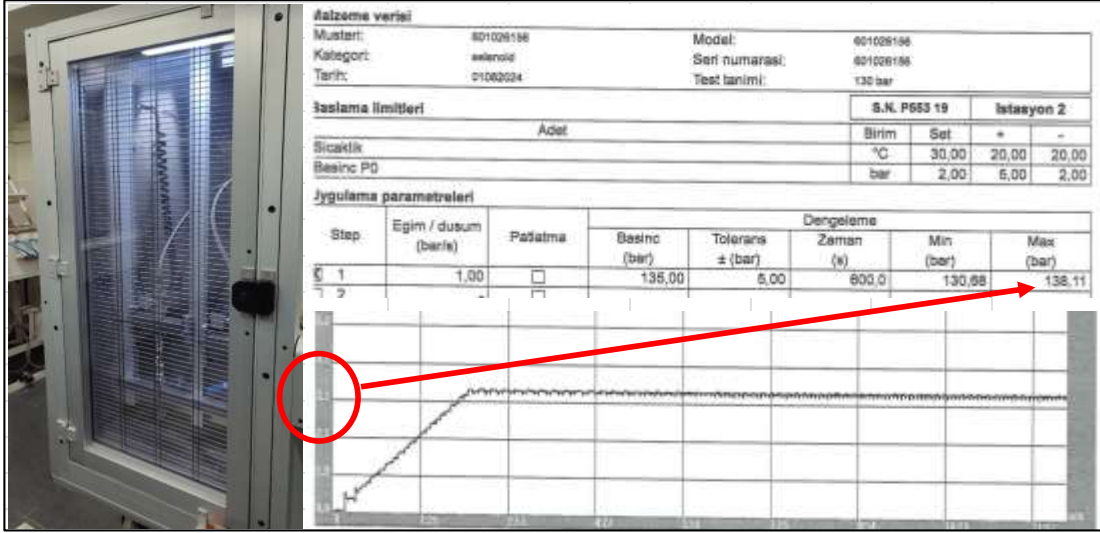 Malzeme verisi
Musteri: 601026156 Model: 601026156
Kategori: selenoid Seri numarasi: 601026156
Tarih: 01082024 Test tanimi: 130 bar
Baslama limitleri S.N. P553 19 Istasyon 2
Adet Birim Set + -
Sicaklik °C 30,00 20,00 20,00
Basinc P0 bar 2,00 5,00 2,00
Uygulama parametreleri
Step Egim / dusum (bar/s) Patlatma Dengeleme
Basinc (bar) Tolerans ± (bar) Zaman (s) Min (bar) Max (bar)
1 1,00 135,00 5,00 600,0 130,68 138,11
2 -